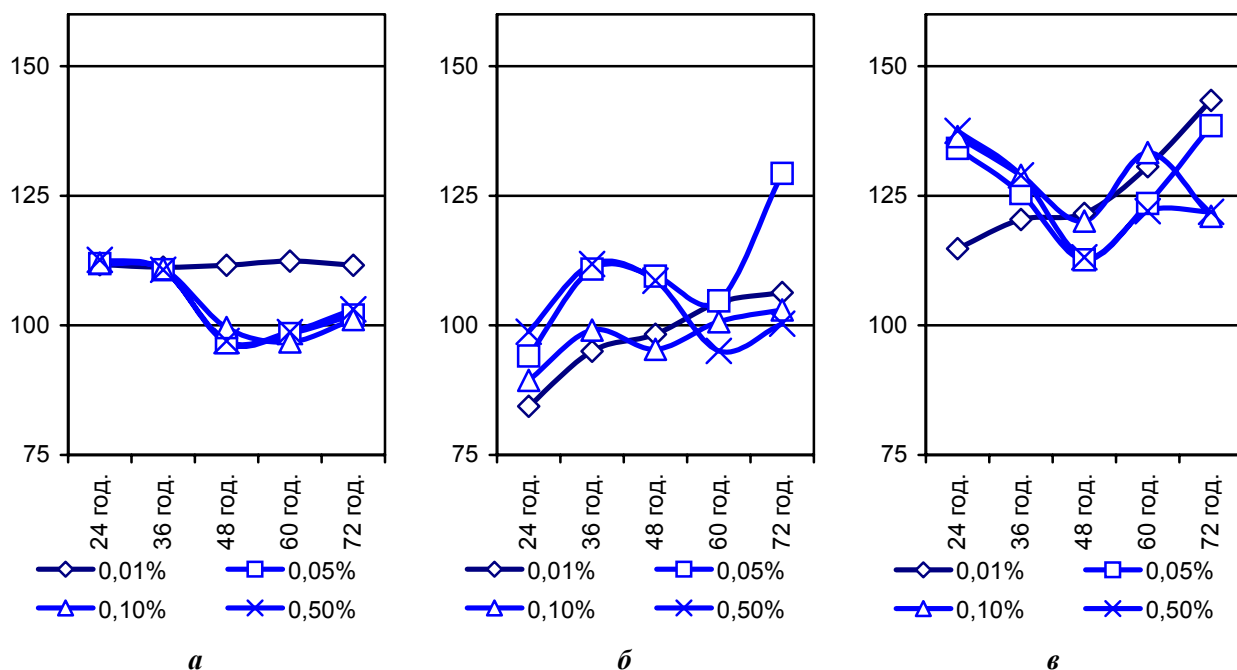 150
125
100
75
24 год.
36 год.
48 год.
60 год.
72 год.
0,01%
0,05%
0,10%
0,50%
а
150
125
100
75
24 год.
36 год.
48 год.
60 год.
72 год.
0,01%
0,05%
0,10%
0,50%
б
150
125
100
75
24 год.
36 год.
48 год.
60 год.
72 год.
0,01%
0,05%
0,10%
0,50%
в